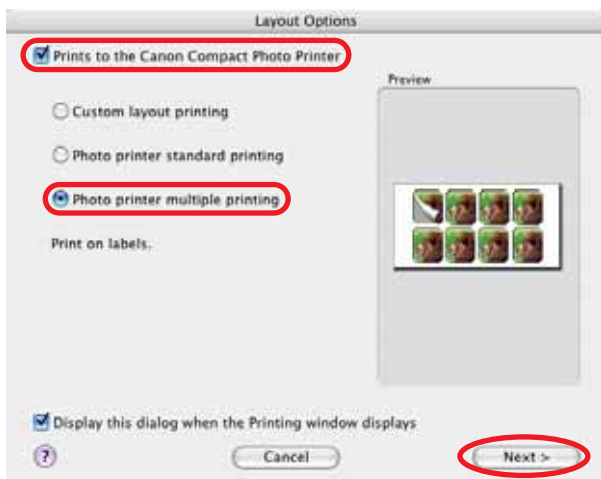 Layout Options
Prints to the Canon Compact Photo Printer
Preview
Custom layout printing
Photo printer standard printing
Photo printer multiple printing
Print on labels.
Display this dialog when the Printing window displays
? Cancel Next >